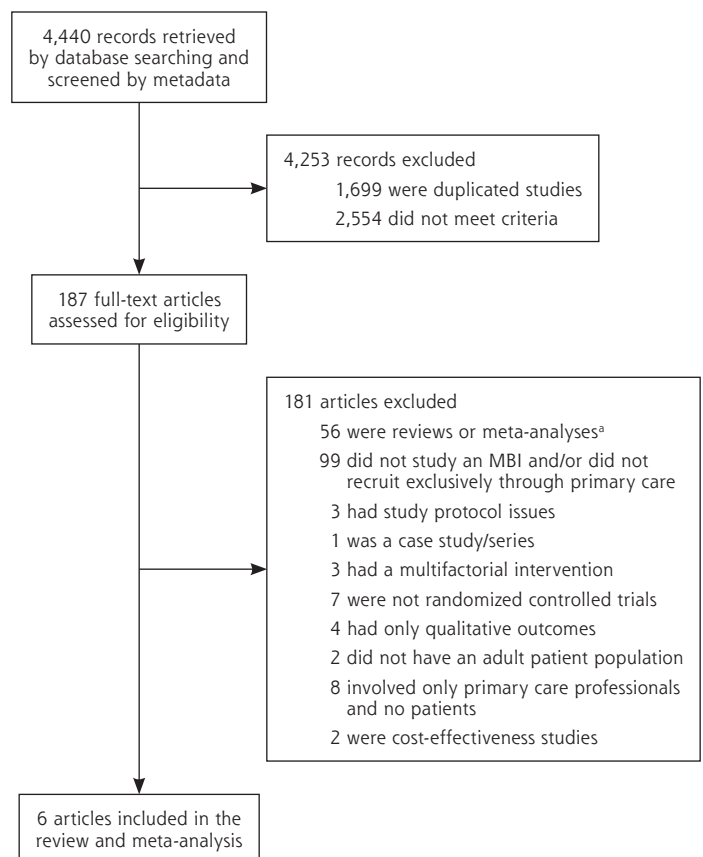 4,440 records retrieved
by database searching and
screened by metadata
4,253 records excluded
1,699 were duplicated studies
2,554 did not meet criteria
187 full-text articles
assessed for eligibility
181 articles excluded
56 were reviews or meta-analysesᵃ
99 did not study an MBI and/or did not
recruit exclusively through primary care
3 had study protocol issues
1 was a case study/series
3 had a multifactorial intervention
7 were not randomized controlled trials
4 had only qualitative outcomes
2 did not have an adult patient population
8 involved only primary care professionals
and no patients
2 were cost-effectiveness studies
6 articles included in the
review and meta-analysis